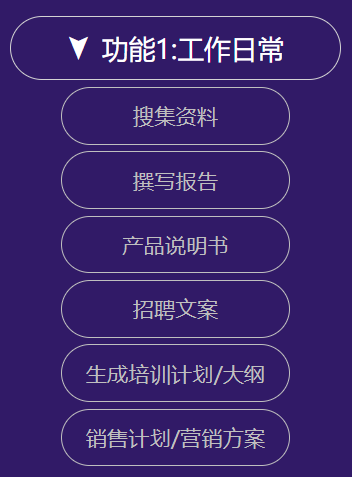 功能1:工作日常
搜集资料
撰写报告
产品说明书
招聘文案
生成培训计划/大纲
销售计划/营销方案